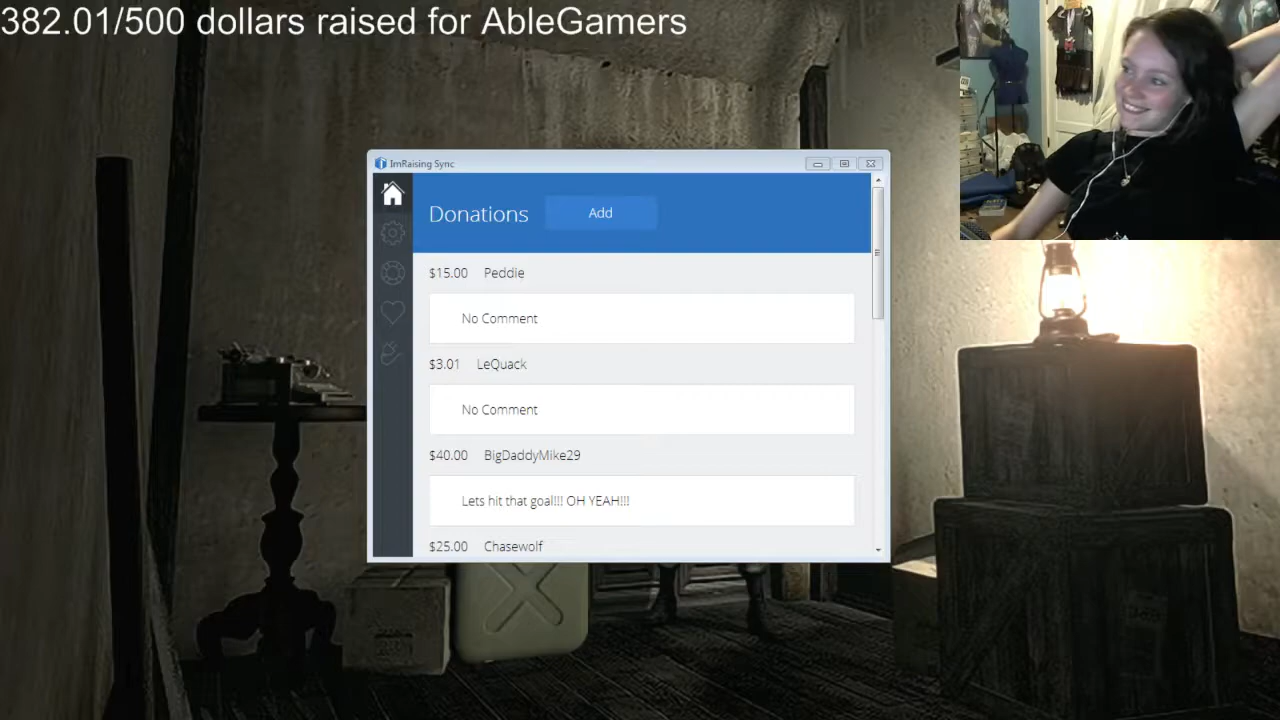 382.01/500 dollars raised for AbleGamers
ImRaising Sync
Donations
Add
$15.00 Peddie
No Comment
$3.01 LeQuack
No Comment
$40.00 BigDaddyMike29
Lets hit that goal!!! OH YEAH!!!
$25.00 Chasewolf